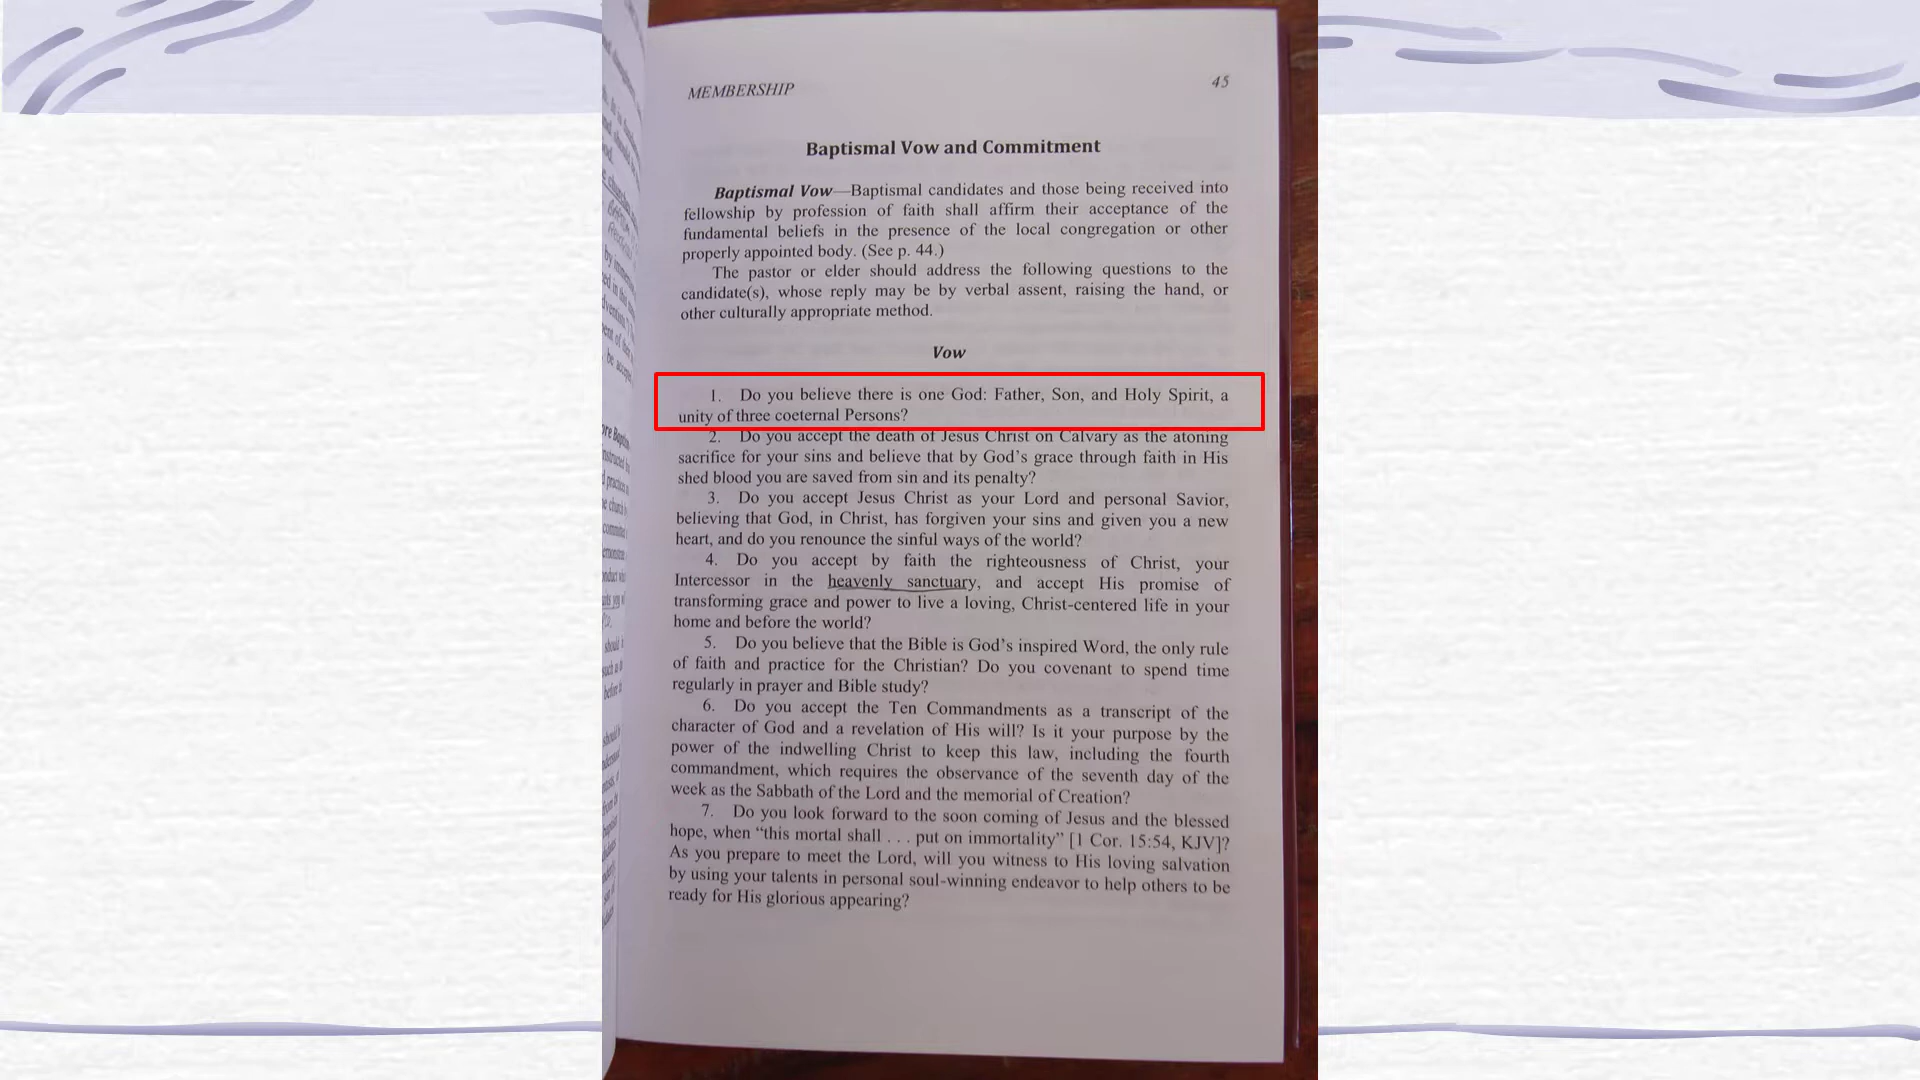 MEMBERSHIP 45
Baptismal Vow and Commitment
Baptismal Vow—Baptismal candidates and those being received into
fellowship by profession of faith shall affirm their acceptance of the
fundamental beliefs in the presence of the local congregation or other
properly appointed body. (See p. 44.)
The pastor or elder should address the following questions to the
candidate(s), whose reply may be by verbal assent, raising the hand, or
other culturally appropriate method.
Vow
1. Do you believe there is one God: Father, Son, and Holy Spirit, a
unity of three coeternal Persons?
2. Do you accept the death of Jesus Christ on Calvary as the atoning
sacrifice for your sins and believe that by God's grace through faith in His
shed blood you are saved from sin and its penalty?
3. Do you accept Jesus Christ as your Lord and personal Savior,
believing that God, in Christ, has forgiven your sins and given you a new
heart, and do you renounce the sinful ways of the world?
4. Do you accept by faith the righteousness of Christ, your
Intercessor in the heavenly sanctuary, and accept His promise of
transforming grace and power to live a loving, Christ-centered life in your
home and before the world?
5. Do you believe that the Bible is God's inspired Word, the only rule
of faith and practice for the Christian? Do you covenant to spend time
regularly in prayer and Bible study?
6. Do you accept the Ten Commandments as a transcript of the
character of God and a revelation of His will? Is it your purpose by the
power of the indwelling Christ to keep this law, including the fourth
commandment, which requires the observance of the seventh day of the
week as the Sabbath of the Lord and the memorial of Creation?
7. Do you look forward to the soon coming of Jesus and the blessed
hope, when "this mortal shall . . . put on immortality" [1 Cor. 15:54, KJV]?
As you prepare to meet the Lord, will you witness to His loving salvation
by using your talents in personal soul-winning endeavor to help others to be
ready for His glorious appearing?